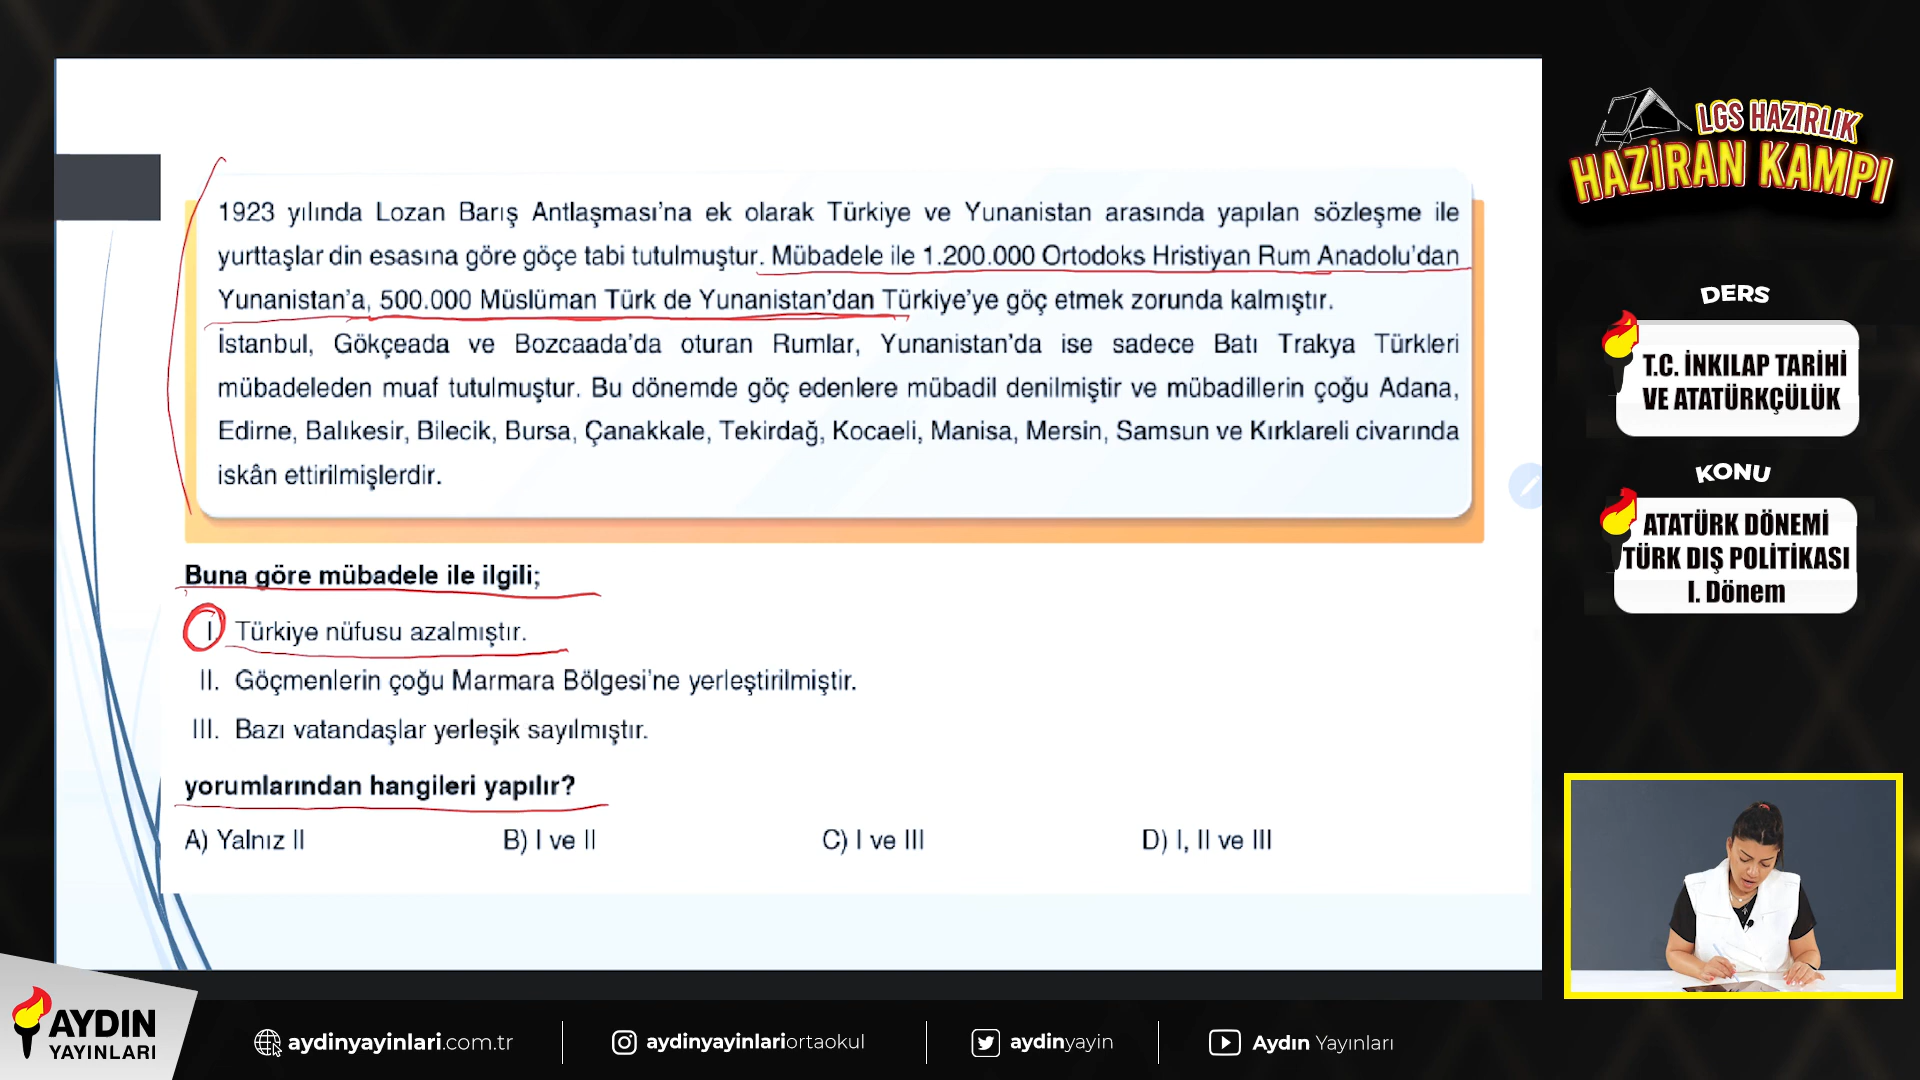 LGS HAZIRLIK
HAZİRAN KAMPI
1923 yılında Lozan Barış Antlaşması'na ek olarak Türkiye ve Yunanistan arasında yapılan sözleşme ile
yurttaşlar din esasına göre göçe tabi tutulmuştur. Mübadele ile 1.200.000 Ortodoks Hristiyan Rum Anadolu'dan
Yunanistan'a, 500.000 Müslüman Türk de Yunanistan'dan Türkiye'ye göç etmek zorunda kalmıştır.
İstanbul, Gökçeada ve Bozcaada'da oturan Rumlar, Yunanistan'da ise sadece Batı Trakya Türkleri
mübadeleden muaf tutulmuştur. Bu dönemde göç edenlere mübadil denilmiştir ve mübadillerin çoğu Adana,
Edirne, Balıkesir, Bilecik, Bursa, Çanakkale, Tekirdağ, Kocaeli, Manisa, Mersin, Samsun ve Kırklareli civarında
iskân ettirilmişlerdir.
Buna göre mübadele ile ilgili;
I. Türkiye nüfusu azalmıştır.
II. Göçmenlerin çoğu Marmara Bölgesi'ne yerleştirilmiştir.
III. Bazı vatandaşlar yerleşik sayılmıştır.
yorumlarından hangileri yapılır?
A) Yalnız II B) I ve II C) I ve III D) I, II ve III
DERS
T.C. İNKILAP TARİHİ
VE ATATÜRKÇÜLÜK
KONU
ATATÜRK DÖNEMİ
TÜRK DIŞ POLİTİKASI
I. Dönem
AYDIN
YAYINLARI
aydinyayinlari.com.tr
aydinyayinlariortaokul
aydinyayin
Aydın Yayınları